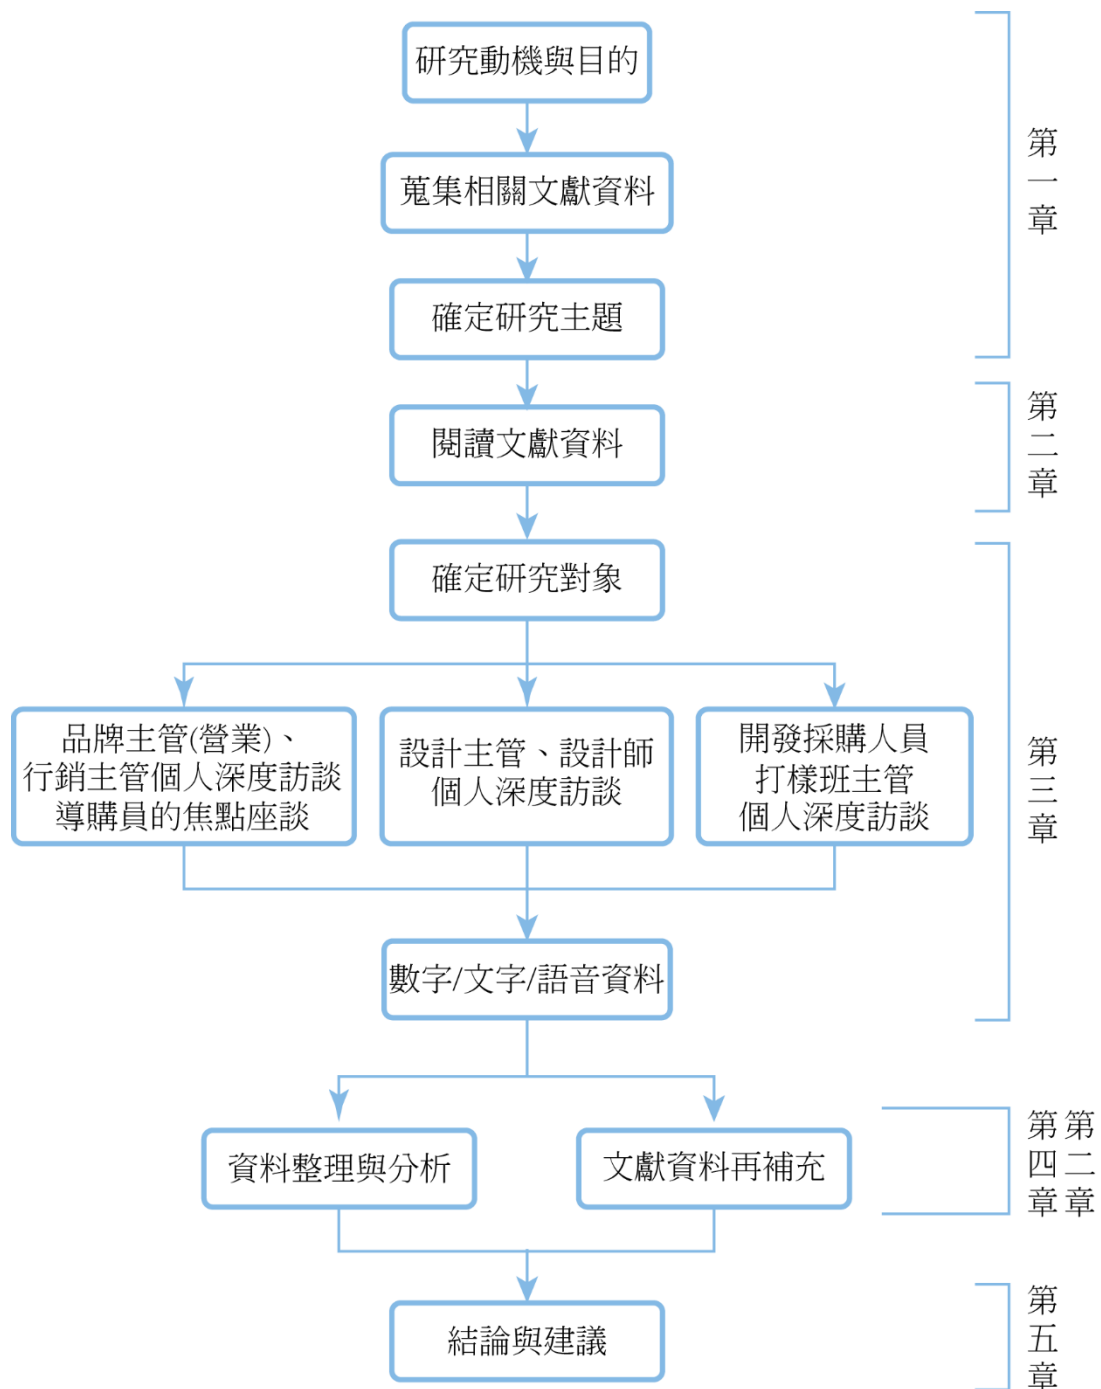 研究動機與目的
蒐集相關文獻資料
確定研究主題
第一章
閱讀文獻資料
第二章
確定研究對象
品牌主管(營業)、
行銷主管個人深度訪談
導購員的焦點座談
設計主管、設計師
個人深度訪談
開發採購人員
打樣班主管
個人深度訪談
數字/文字/語音資料
第三章
資料整理與分析
文獻資料再補充
第四章
第二章
結論與建議
第五章